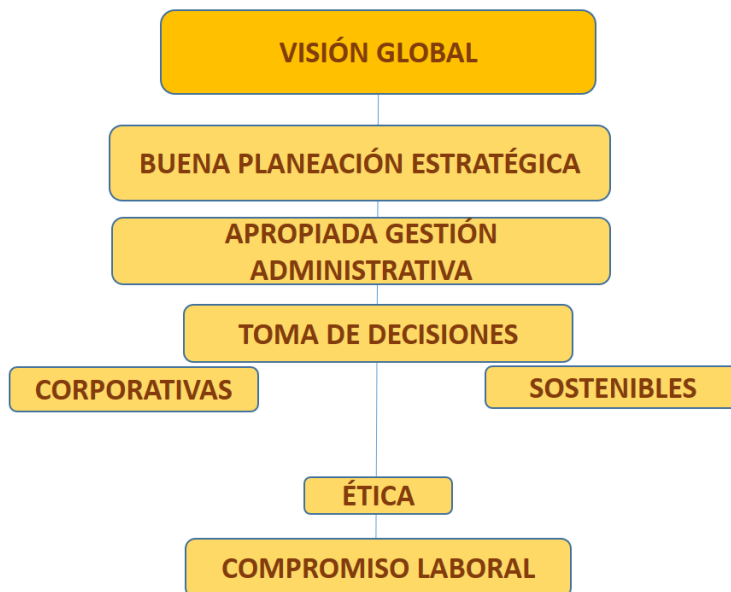 VISIÓN GLOBAL
BUENA PLANEACIÓN ESTRATÉGICA
APROPIADA GESTIÓN
ADMINISTRATIVA
TOMA DE DECISIONES
CORPORATIVAS
SOSTENIBLES
ÉTICA
COMPROMISO LABORAL